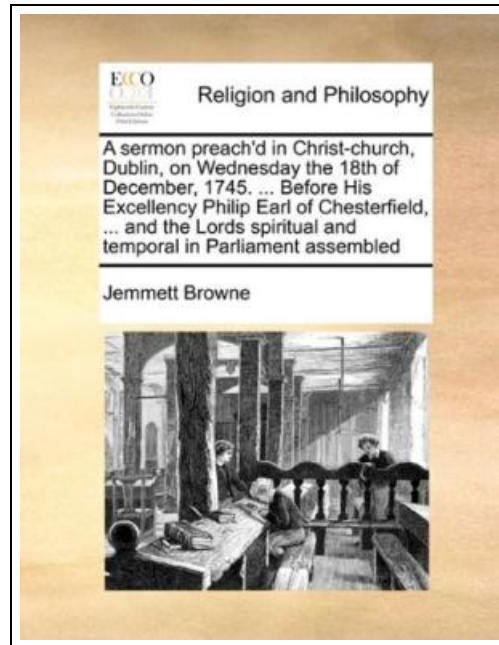 ECCO
Religion and Philosophy
A sermon preach'd in Christ-church,
Dublin, on Wednesday the 18th of
December, 1745. ... Before His
Excellency Philip Earl of Chesterfield,
... and the Lords spiritual and
temporal in Parliament assembled
Jemmett Browne